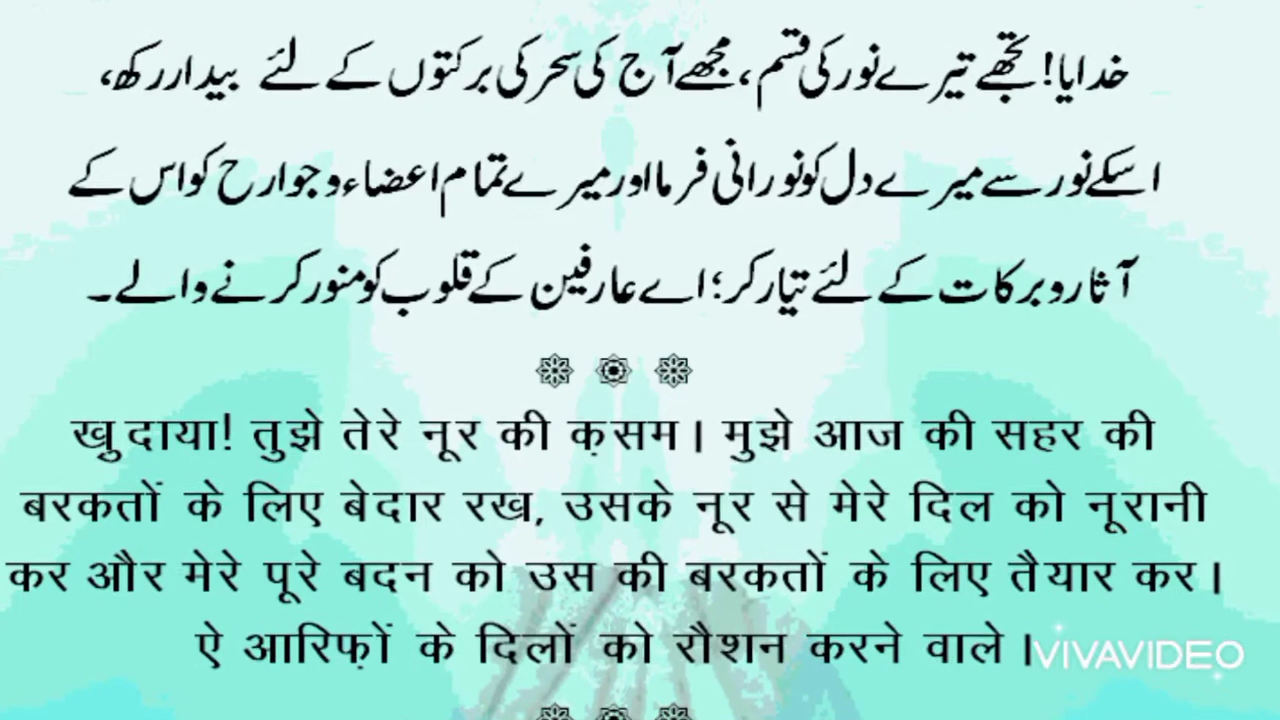 خدایا! تجھے تیرے نور کی قسم، مجھے آج کی سحر کی برکتوں کے لئے بیدار رکھ،
اسکے نور سے میرے دل کو نورانی فرما اور میرے تمام اعضاء و جوارح کو اس کے
آثار و برکات کے لئے تیار کر؛ اے عارفین کے قلوب کو منور کرنے والے۔
खु़दाया! तुझे तेरे नूर की क़सम। मुझे आज की सहर की
बरकतों के लिए बेदार रख, उसके नूर से मेरे दिल को नूरानी
कर और मेरे पूरे बदन को उस की बरकतों के लिए तैयार कर।
ऐ आरिफ़ों के दिलों को रौशन करने वाले।
VIVAVIDEO